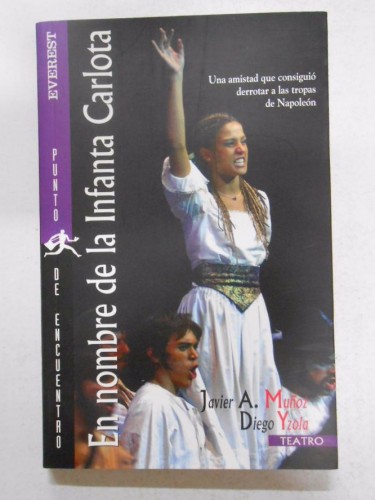 EVEREST
PUNTO
DE ENCUENTRO
En nombre de la Infanta Carlota
Una amistad que consiguió
derrotar a las tropas
de Napoleón
Javier A. Muñoz
Diego Yzola
TEATRO